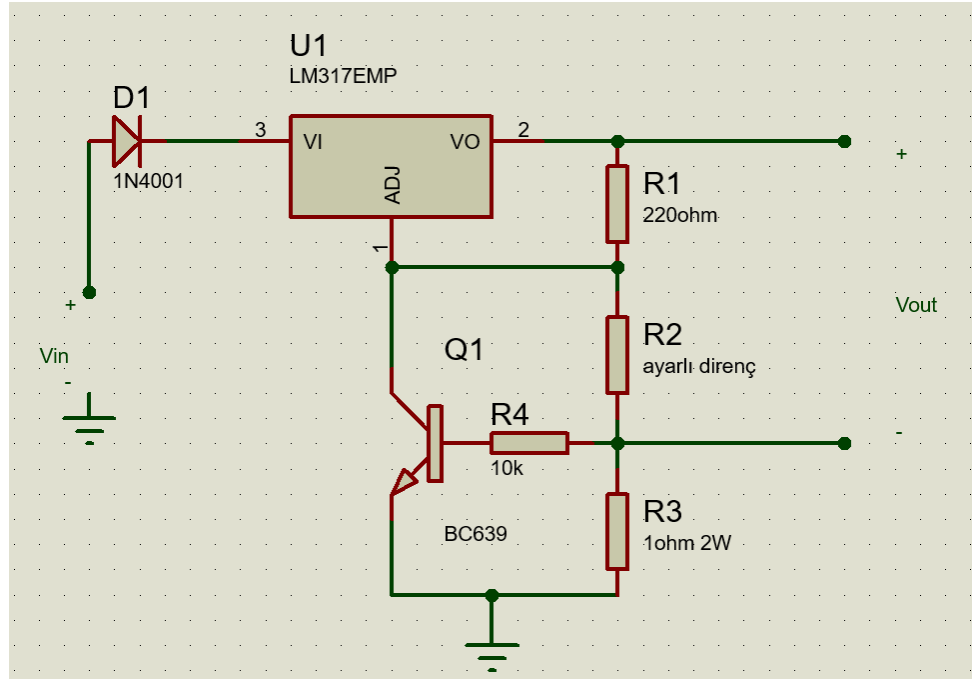 U1
LM317EMP
D1
1N4001
3
VI
VO
2
ADJ
1
+
R1
220ohm
+
Vin
-
Vout
R2
ayarlı direnç
Q1
R4
10k
-
BC639
R3
1ohm 2W